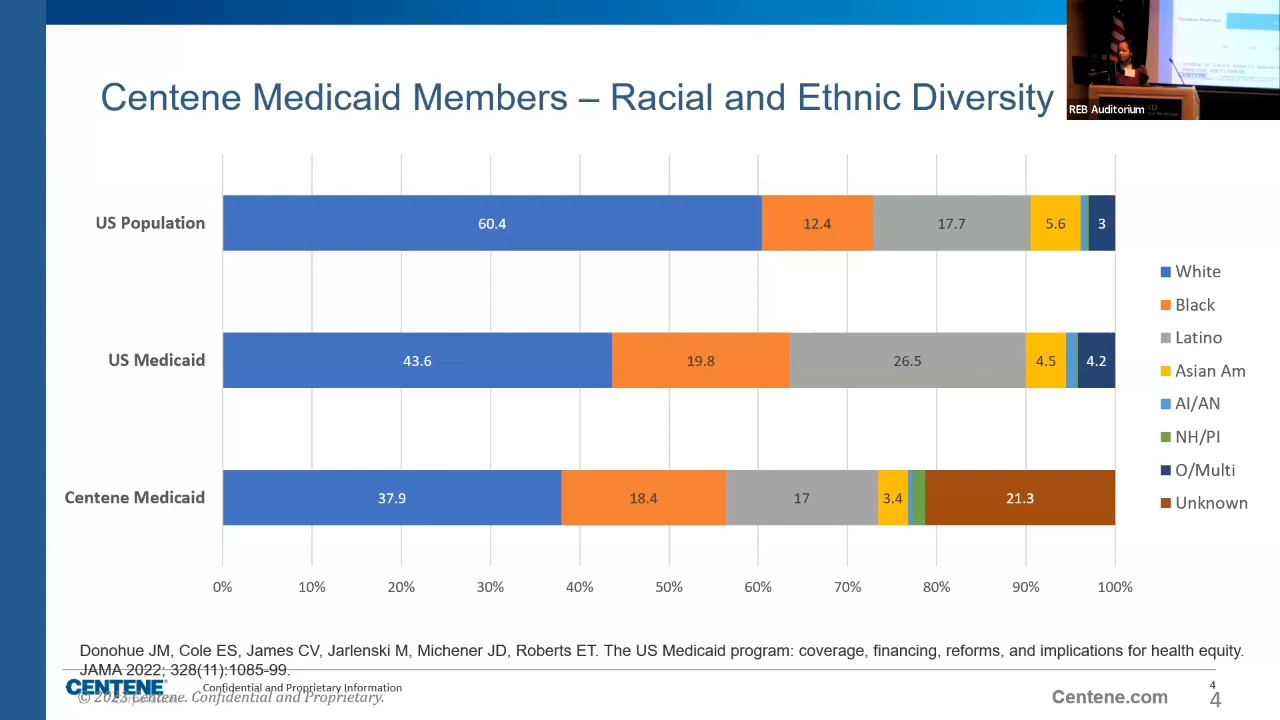 Centene Medicaid Members – Racial and Ethnic Diversity
REB Auditorium
US Population
60.4
12.4
17.7
5.6
3
US Medicaid
43.6
19.8
26.5
4.5
4.2
Centene Medicaid
37.9
18.4
17
3.4
21.3
White
Black
Latino
Asian Am
AI/AN
NH/PI
O/Multi
Unknown
0%
10%
20%
30%
40%
50%
60%
70%
80%
90%
100%
Donohue JM, Cole ES, James CV, Jarlenski M, Michener JD, Roberts ET. The US Medicaid program: coverage, financing, reforms, and implications for health equity.
JAMA 2022; 328(11):1085-99.
CENTENE
Corporation
Confidential and Proprietary Information
© 2023 Centene. Confidential and Proprietary.
Centene.com
4
4